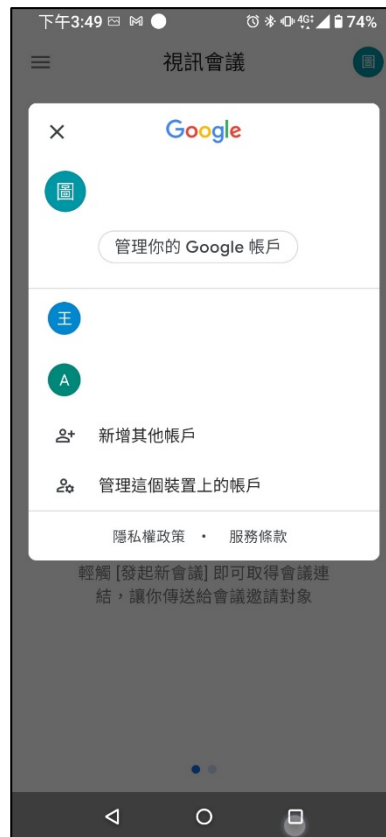 下午3:49 4G 74%
視訊會議 圖
Google
圖
管理你的 Google 帳戶
王
A
新增其他帳戶
管理這個裝置上的帳戶
隱私權政策 • 服務條款
輕觸 [發起新會議] 即可取得會議連
結，讓你傳送給會議邀請對象